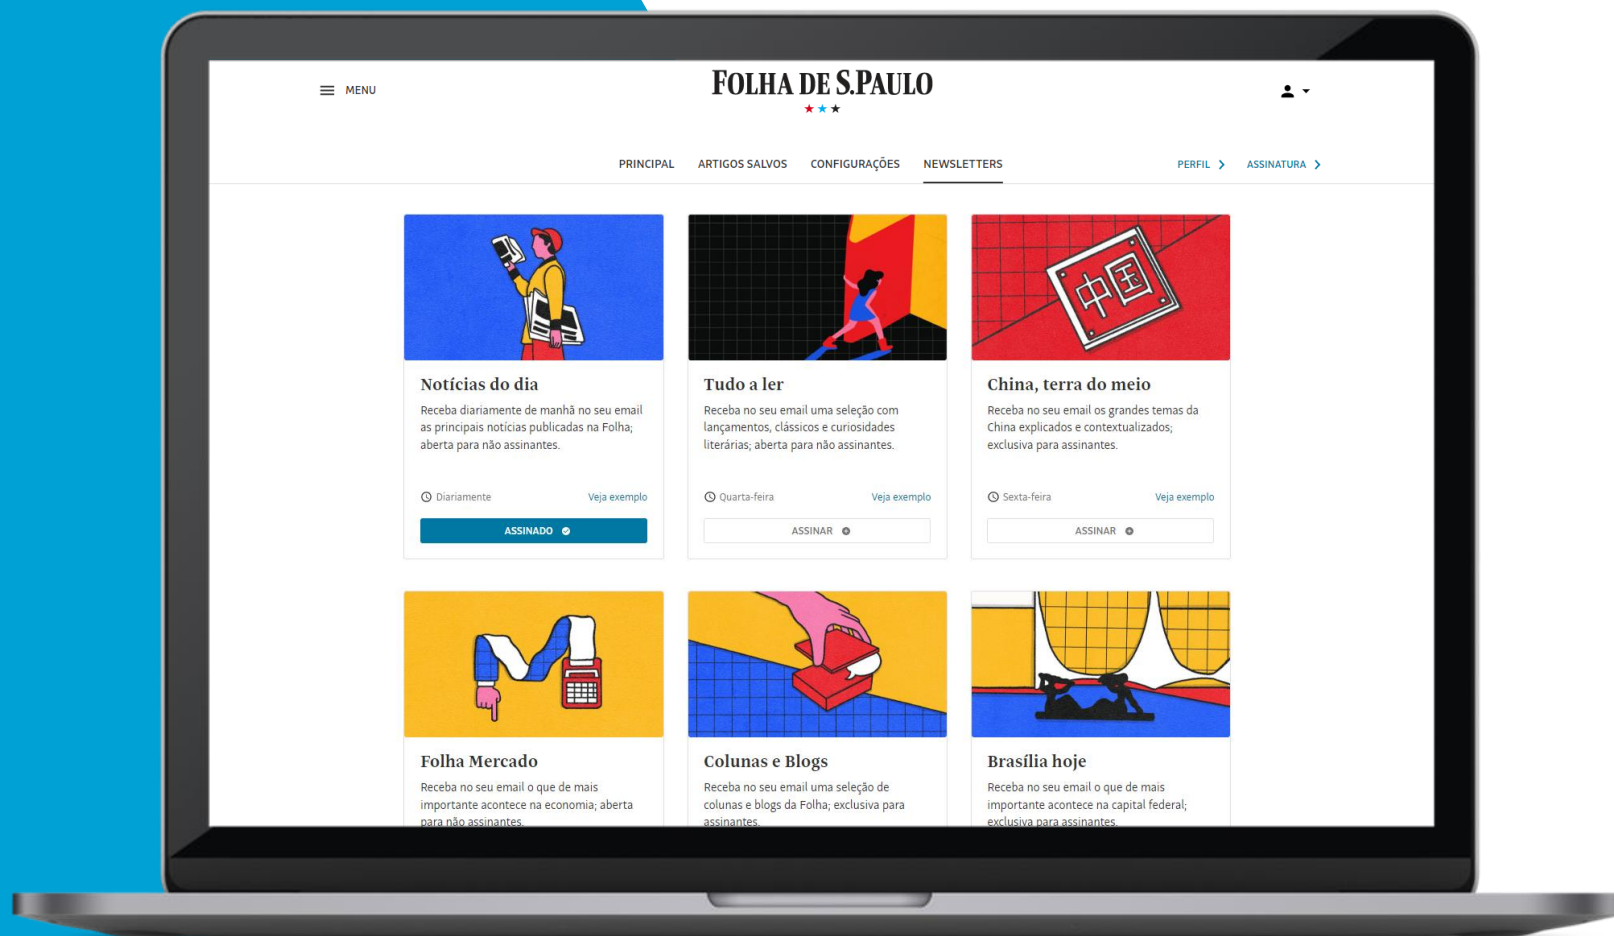 MENU
FOLHA DE S.PAULO
PRINCIPAL ARTIGOS SALVOS CONFIGURAÇÕES NEWSLETTERS PERFIL ASSINATURA
中国
Notícias do dia
Receba diariamente de manhã no seu email
as principais notícias publicadas na Folha;
aberta para não assinantes.
Diariamente Veja exemplo
ASSINADO
Tudo a ler
Receba no seu email uma seleção com
lançamentos, clássicos e curiosidades
literárias; aberta para não assinantes.
Quarta-feira Veja exemplo
ASSINAR
China, terra do meio
Receba no seu email os grandes temas da
China explicados e contextualizados;
exclusiva para assinantes.
Sexta-feira Veja exemplo
ASSINAR
Folha Mercado
Receba no seu email o que de mais
importante acontece na economia; aberta
para não assinantes.
Colunas e Blogs
Receba no seu email uma seleção de
colunas e blogs da Folha; exclusiva para
assinantes.
Brasília hoje
Receba no seu email o que de mais
importante acontece na capital federal;
exclusiva para assinantes.